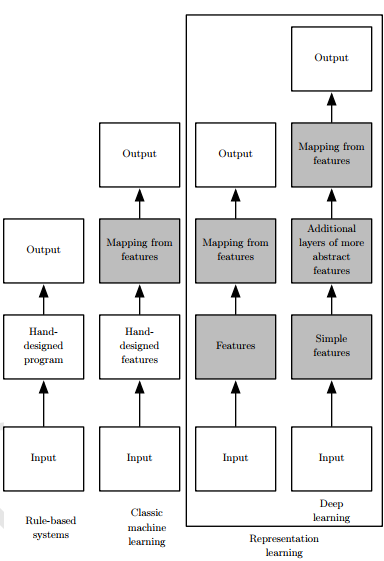 Output
Mapping from
features
Output
Output
Mapping from
features
Mapping from
features
Additional
layers of more
abstract
features
Output
Hand-
designed
program
Hand-
designed
features
Features
Simple
features
Input
Input
Input
Input
Rule-based
systems
Classic
machine
learning
Representation
learning
Deep
learning